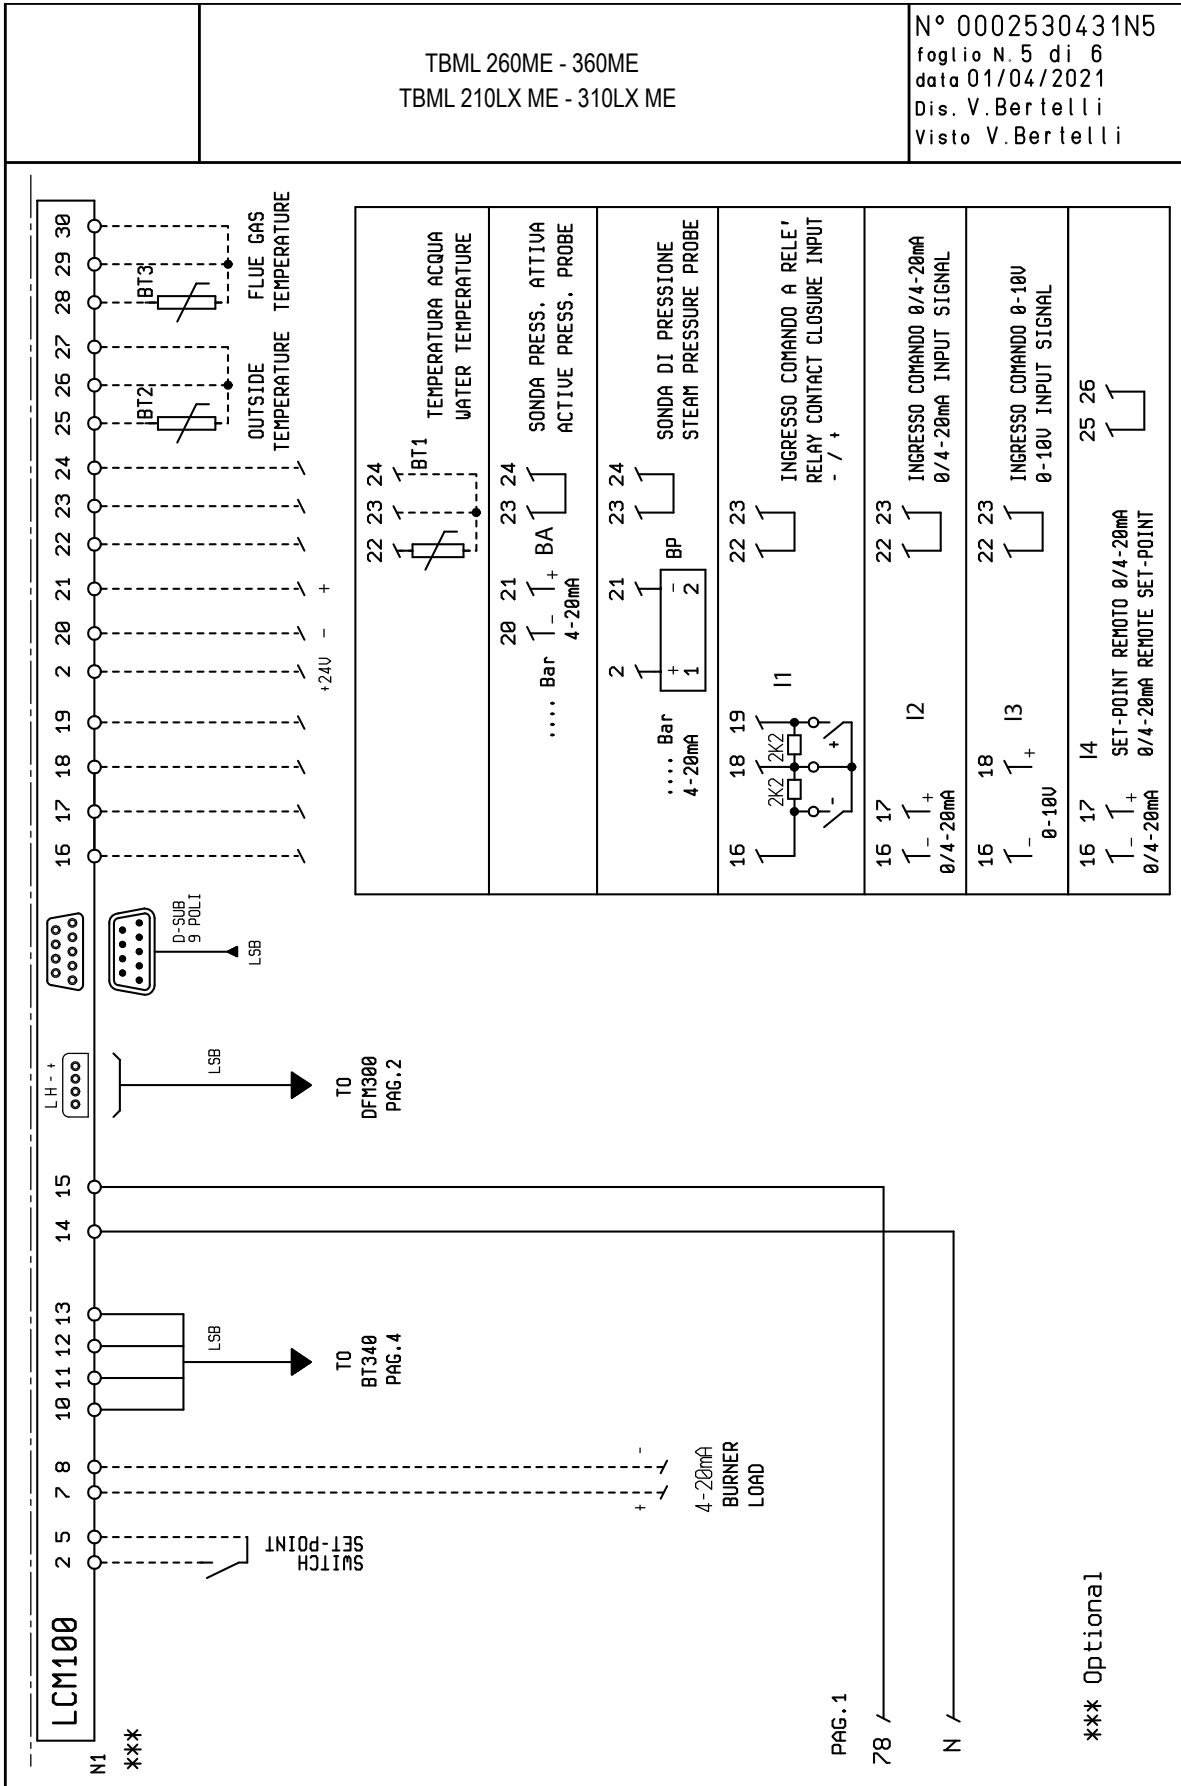 TBML 260ME - 360ME
TBML 210LX ME - 310LX ME
N° 0002530431N5
foglio N. 5 di 6
data 01/04/2021
Dis. V.Bertelli
Visto V.Bertelli
LCM100
N1
***
2 5 7 8 10 11 12 13 14 15
L H - +
16 17 18 19 2 20 21 22 23 24 25 26 27 28 29 30
SWITCH
SET-POINT
+ -
4-20mA
BURNER
LOAD
LSB
TO
BT340
PAG.4
LSB
TO
DFM300
PAG.2
D-SUB
9 POLI
LSB
+24V - +
BT2
OUTSIDE
TEMPERATURE
BT3
FLUE GAS
TEMPERATURE
22 23 24
BT1
TEMPERATURA ACQUA
WATER TEMPERATURE
.... Bar
20 21
- +
4-20mA
BA
23 24
SONDA PRESS. ATTIVA
ACTIVE PRESS. PROBE
.... Bar
4-20mA
2 21
+ -
1 2
BP
23 24
SONDA DI PRESSIONE
STEAM PRESSURE PROBE
16 18 19
2K2 2K2
- +
I1
22 23
INGRESSO COMANDO A RELE'
RELAY CONTACT CLOSURE INPUT
- / +
16 17
- +
0/4-20mA
I2
22 23
INGRESSO COMANDO 0/4-20mA
0/4-20mA INPUT SIGNAL
16 18
- +
0-10V
I3
22 23
INGRESSO COMANDO 0-10V
0-10V INPUT SIGNAL
16 17
- +
0/4-20mA
I4
SET-POINT REMOTO 0/4-20mA
0/4-20mA REMOTE SET-POINT
25 26
PAG.1
78
N
*** Optional